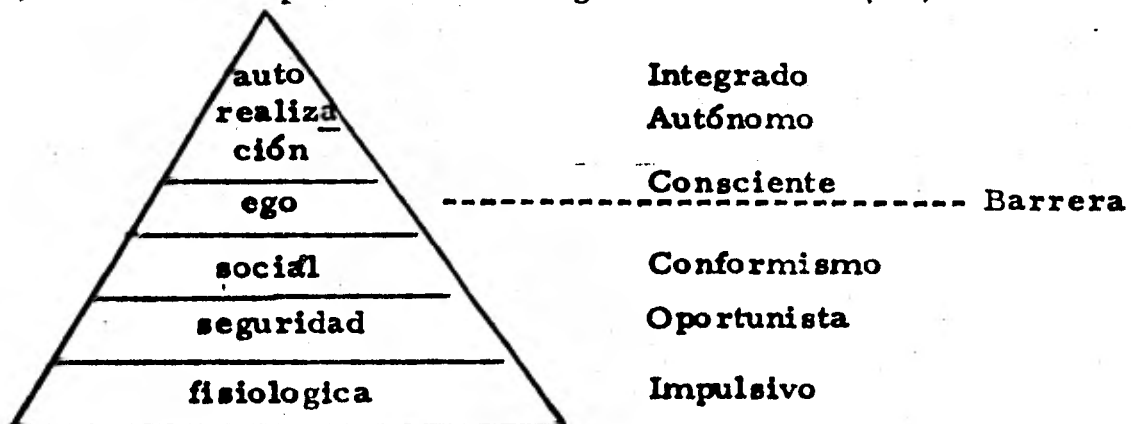 auto
realiza
ción
ego
social
seguridad
fisiologica
Integrado
Autónomo
Consciente
Barrera
Conformismo
Oportunista
Impulsivo